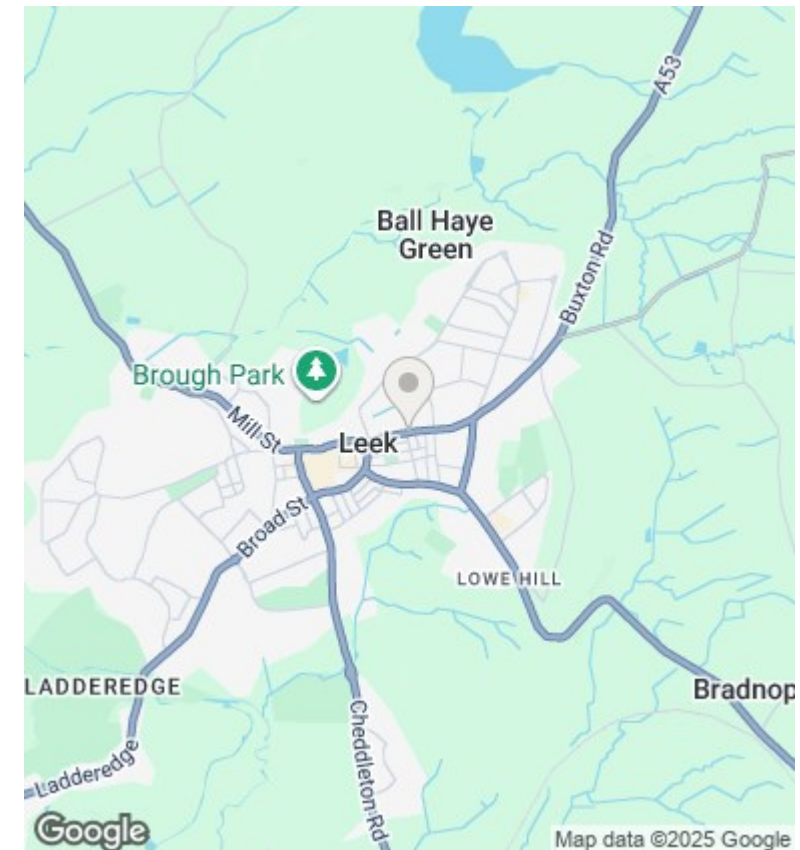 A53
Ball Haye
Green
Buxton Rd
Brough Park
Mill St
Leek
Broad St
LOWE HILL
LADDEREDGE
Bradnop
Cheddleton Rd
Ladderedge
Google
Map data ©2025 Google